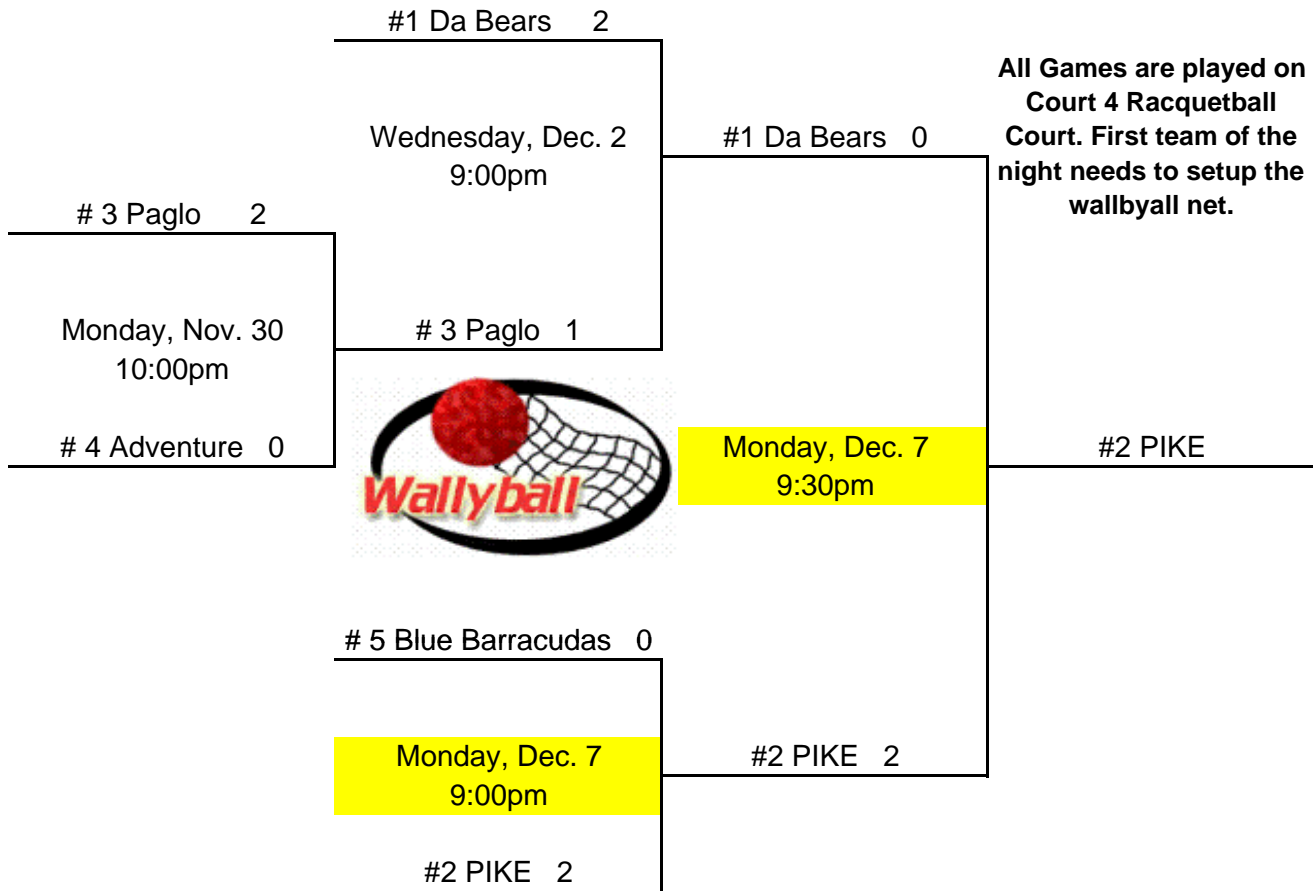 #1 Da Bears 2
All Games are played on
Court 4 Racquetball
Court. First team of the
night needs to setup the
wallbyall net.
Wednesday, Dec. 2
9:00pm
#1 Da Bears 0
# 3 Paglo 2
Monday, Nov. 30
10:00pm
# 3 Paglo 1
# 4 Adventure 0
Wallyball
Monday, Dec. 7
9:30pm
#2 PIKE
# 5 Blue Barracudas 0
Monday, Dec. 7
9:00pm
#2 PIKE 2
#2 PIKE 2